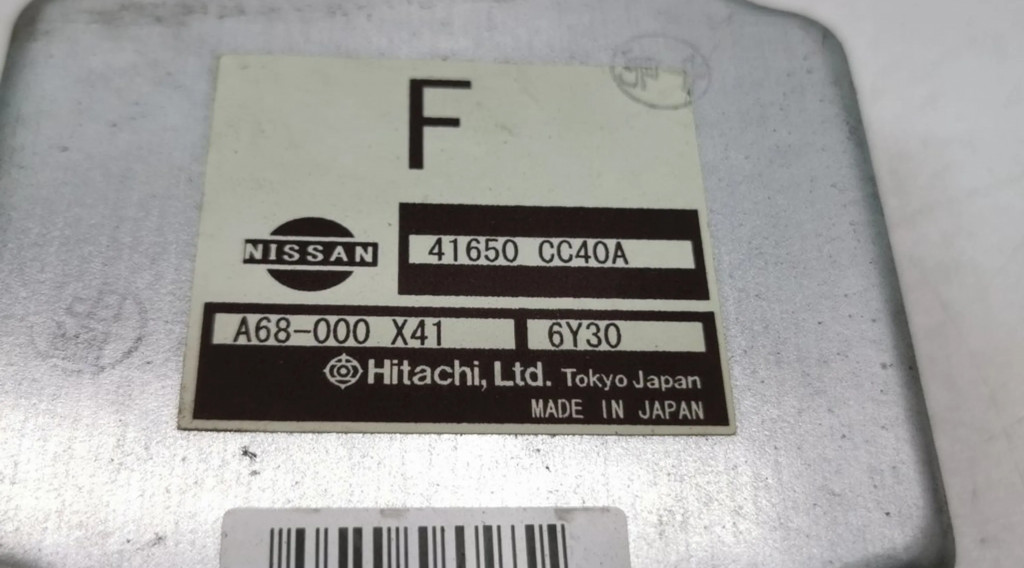 F
NISSAN
41650 CC40A
A68-000 X41 6Y30
Hitachi, Ltd. Tokyo Japan
MADE IN JAPAN